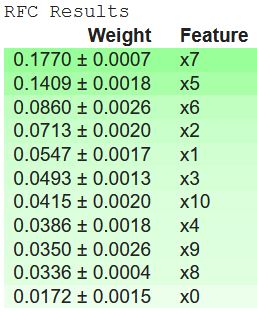 RFC Results
Weight Feature
0.1770 ± 0.0007 x7
0.1409 ± 0.0018 x5
0.0860 ± 0.0026 x6
0.0713 ± 0.0020 x2
0.0547 ± 0.0017 x1
0.0493 ± 0.0013 x3
0.0415 ± 0.0020 x10
0.0386 ± 0.0018 x4
0.0350 ± 0.0026 x9
0.0336 ± 0.0004 x8
0.0172 ± 0.0015 x0